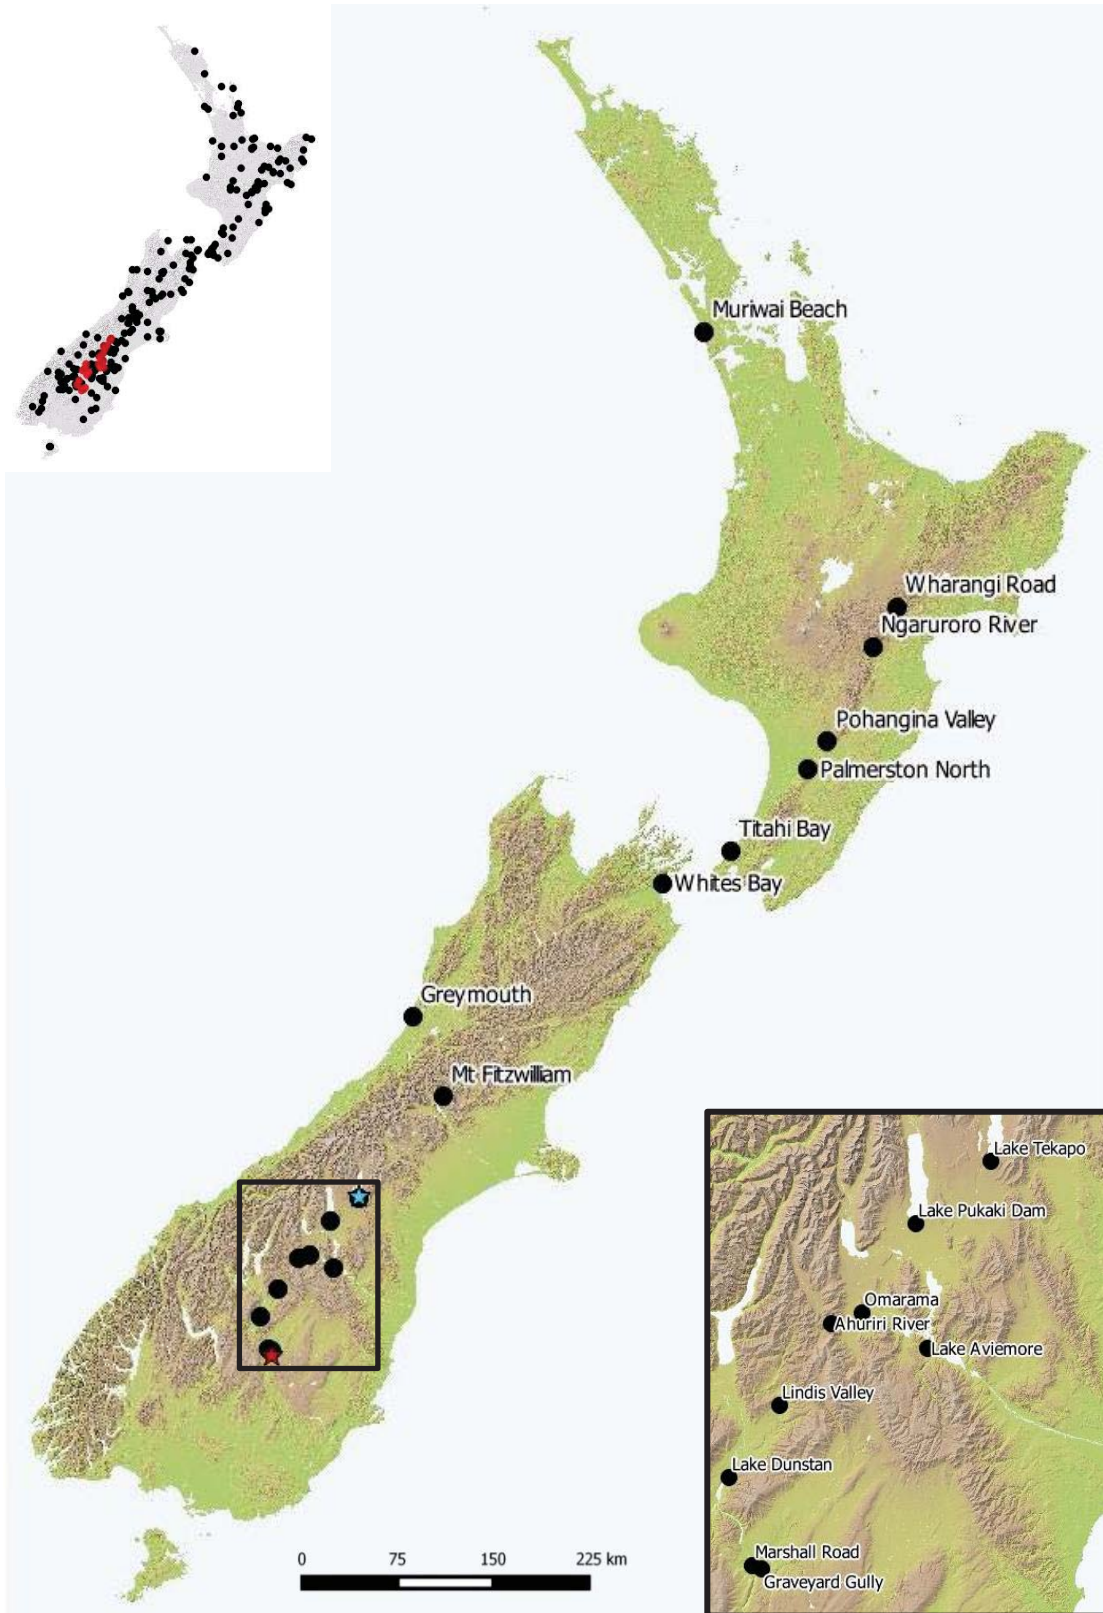 Muriwai Beach
Wharangi Road
Ngaruroro River
Pohangina Valley
Palmerston North
Titahi Bay
Whites Bay
Greymouth
Mt Fitzwilliam
Lake Tekapo
Lake Pukaki Dam
Omarama
Ahuriri River
Lake Aviemore
Lindis Valley
Lake Dunstan
Marshall Road
Graveyard Gully
0 75 150 225 km